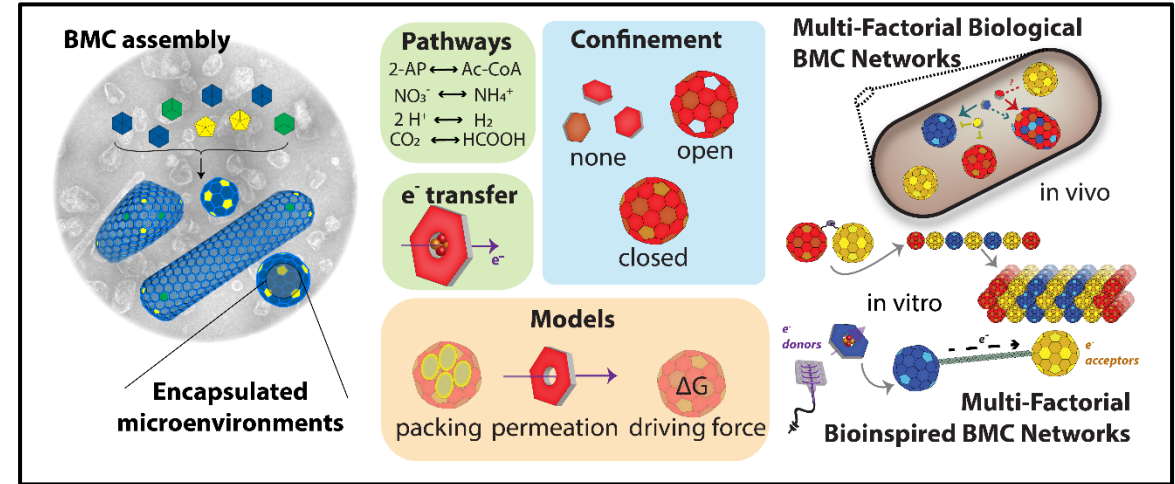 BMC assembly
Encapsulated
microenvironments
Pathways
2-AP ⟷ Ac-CoA
NO₃⁻ ⟷ NH₄⁺
2 H⁺ ⟷ H₂
CO₂ ⟷ HCOOH
e⁻ transfer
e⁻
Confinement
none
open
closed
Models
ΔG
packing
permeation
driving force
Multi-Factorial Biological
BMC Networks
?
in vivo
in vitro
e⁻
donors
e⁻
e⁻
acceptors
Multi-Factorial
Bioinspired BMC Networks